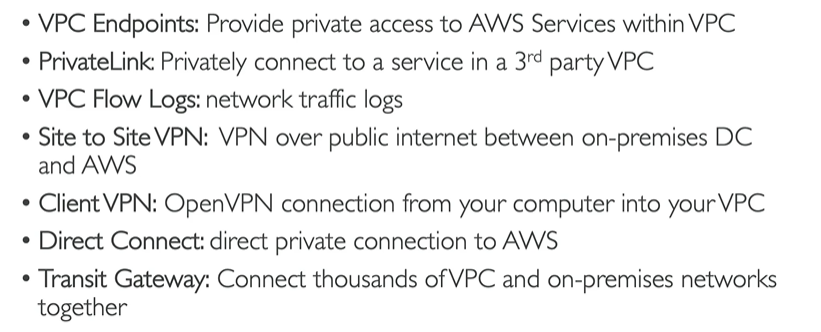 • VPC Endpoints: Provide private access to AWS Services within VPC
• PrivateLink: Privately connect to a service in a 3rd party VPC
• VPC Flow Logs: network traffic logs
• Site to Site VPN: VPN over public internet between on-premises DC
and AWS
• Client VPN: OpenVPN connection from your computer into your VPC
• Direct Connect: direct private connection to AWS
• Transit Gateway: Connect thousands of VPC and on-premises networks
together